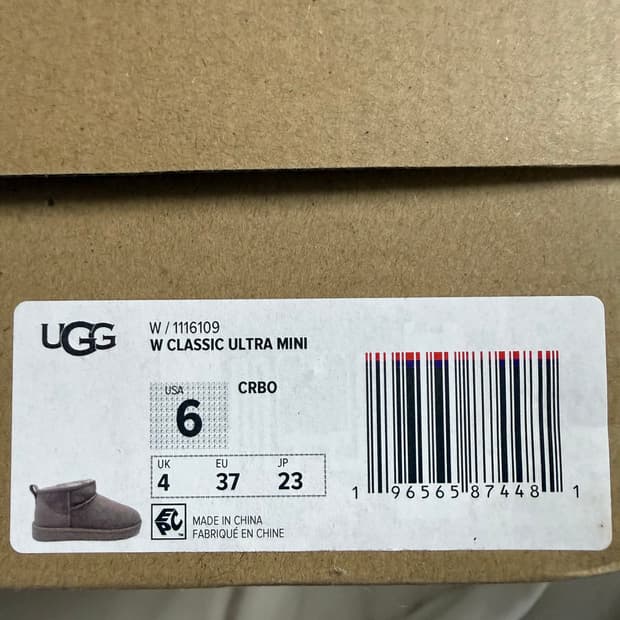 UGG
W / 1116109
W CLASSIC ULTRA MINI
USA
6
CRBO
UK EU JP
4 37 23
1 96565 87448 1
EPRC
MADE IN CHINA
FABRIQUÉ EN CHINE